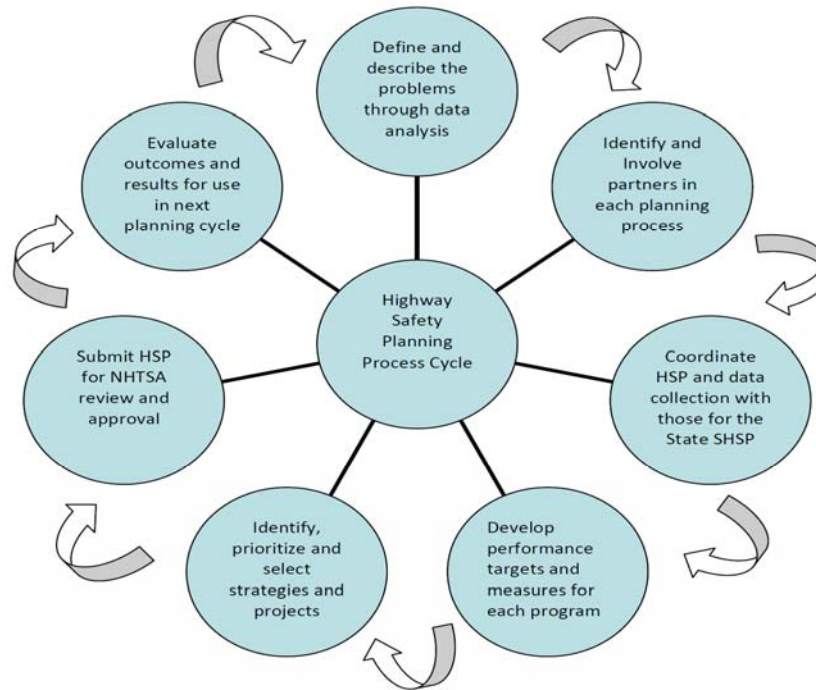 Define and
describe the
problems
through data
analysis
Identify and
Involve
partners in
each planning
process
Coordinate
HSP and data
collection with
those for the
State SHSP
Develop
performance
targets and
measures for
each program
Identify,
prioritize and
select
strategies and
projects
Submit HSP
for NHTSA
review and
approval
Evaluate
outcomes and
results for use
in next
planning cycle
Highway
Safety
Planning
Process Cycle